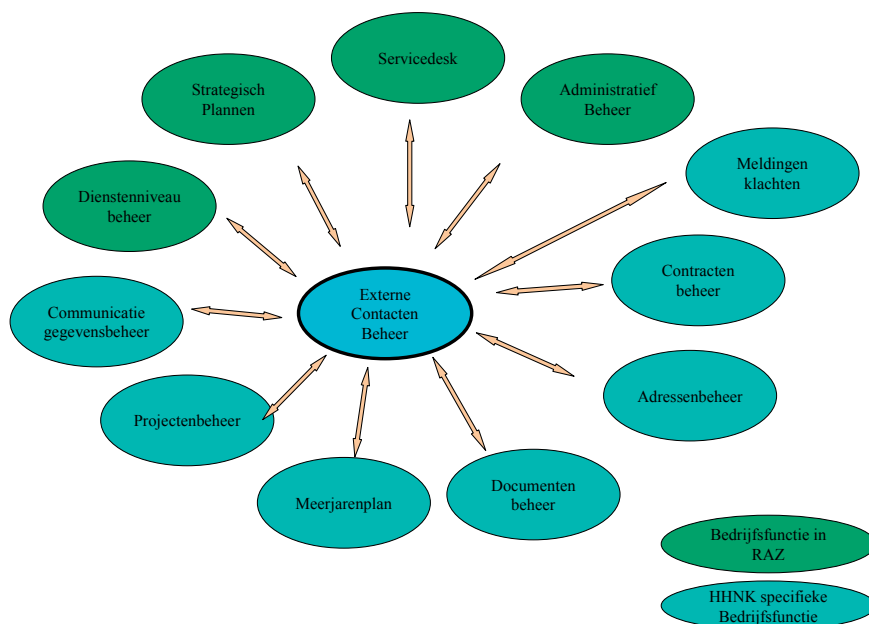 Servicedesk
Strategisch
Plannen
Administratief
Beheer
Meldingen
klachten
Dienstenniveau
beheer
Contracten
beheer
Externe
Contacten
Beheer
Communicatie
gegevensbeheer
Adressenbeheer
Projectenbeheer
Meerjarenplan
Documenten
beheer
Bedrijfsfunctie in
RAZ
HHNK specifieke
Bedrijfsfunctie